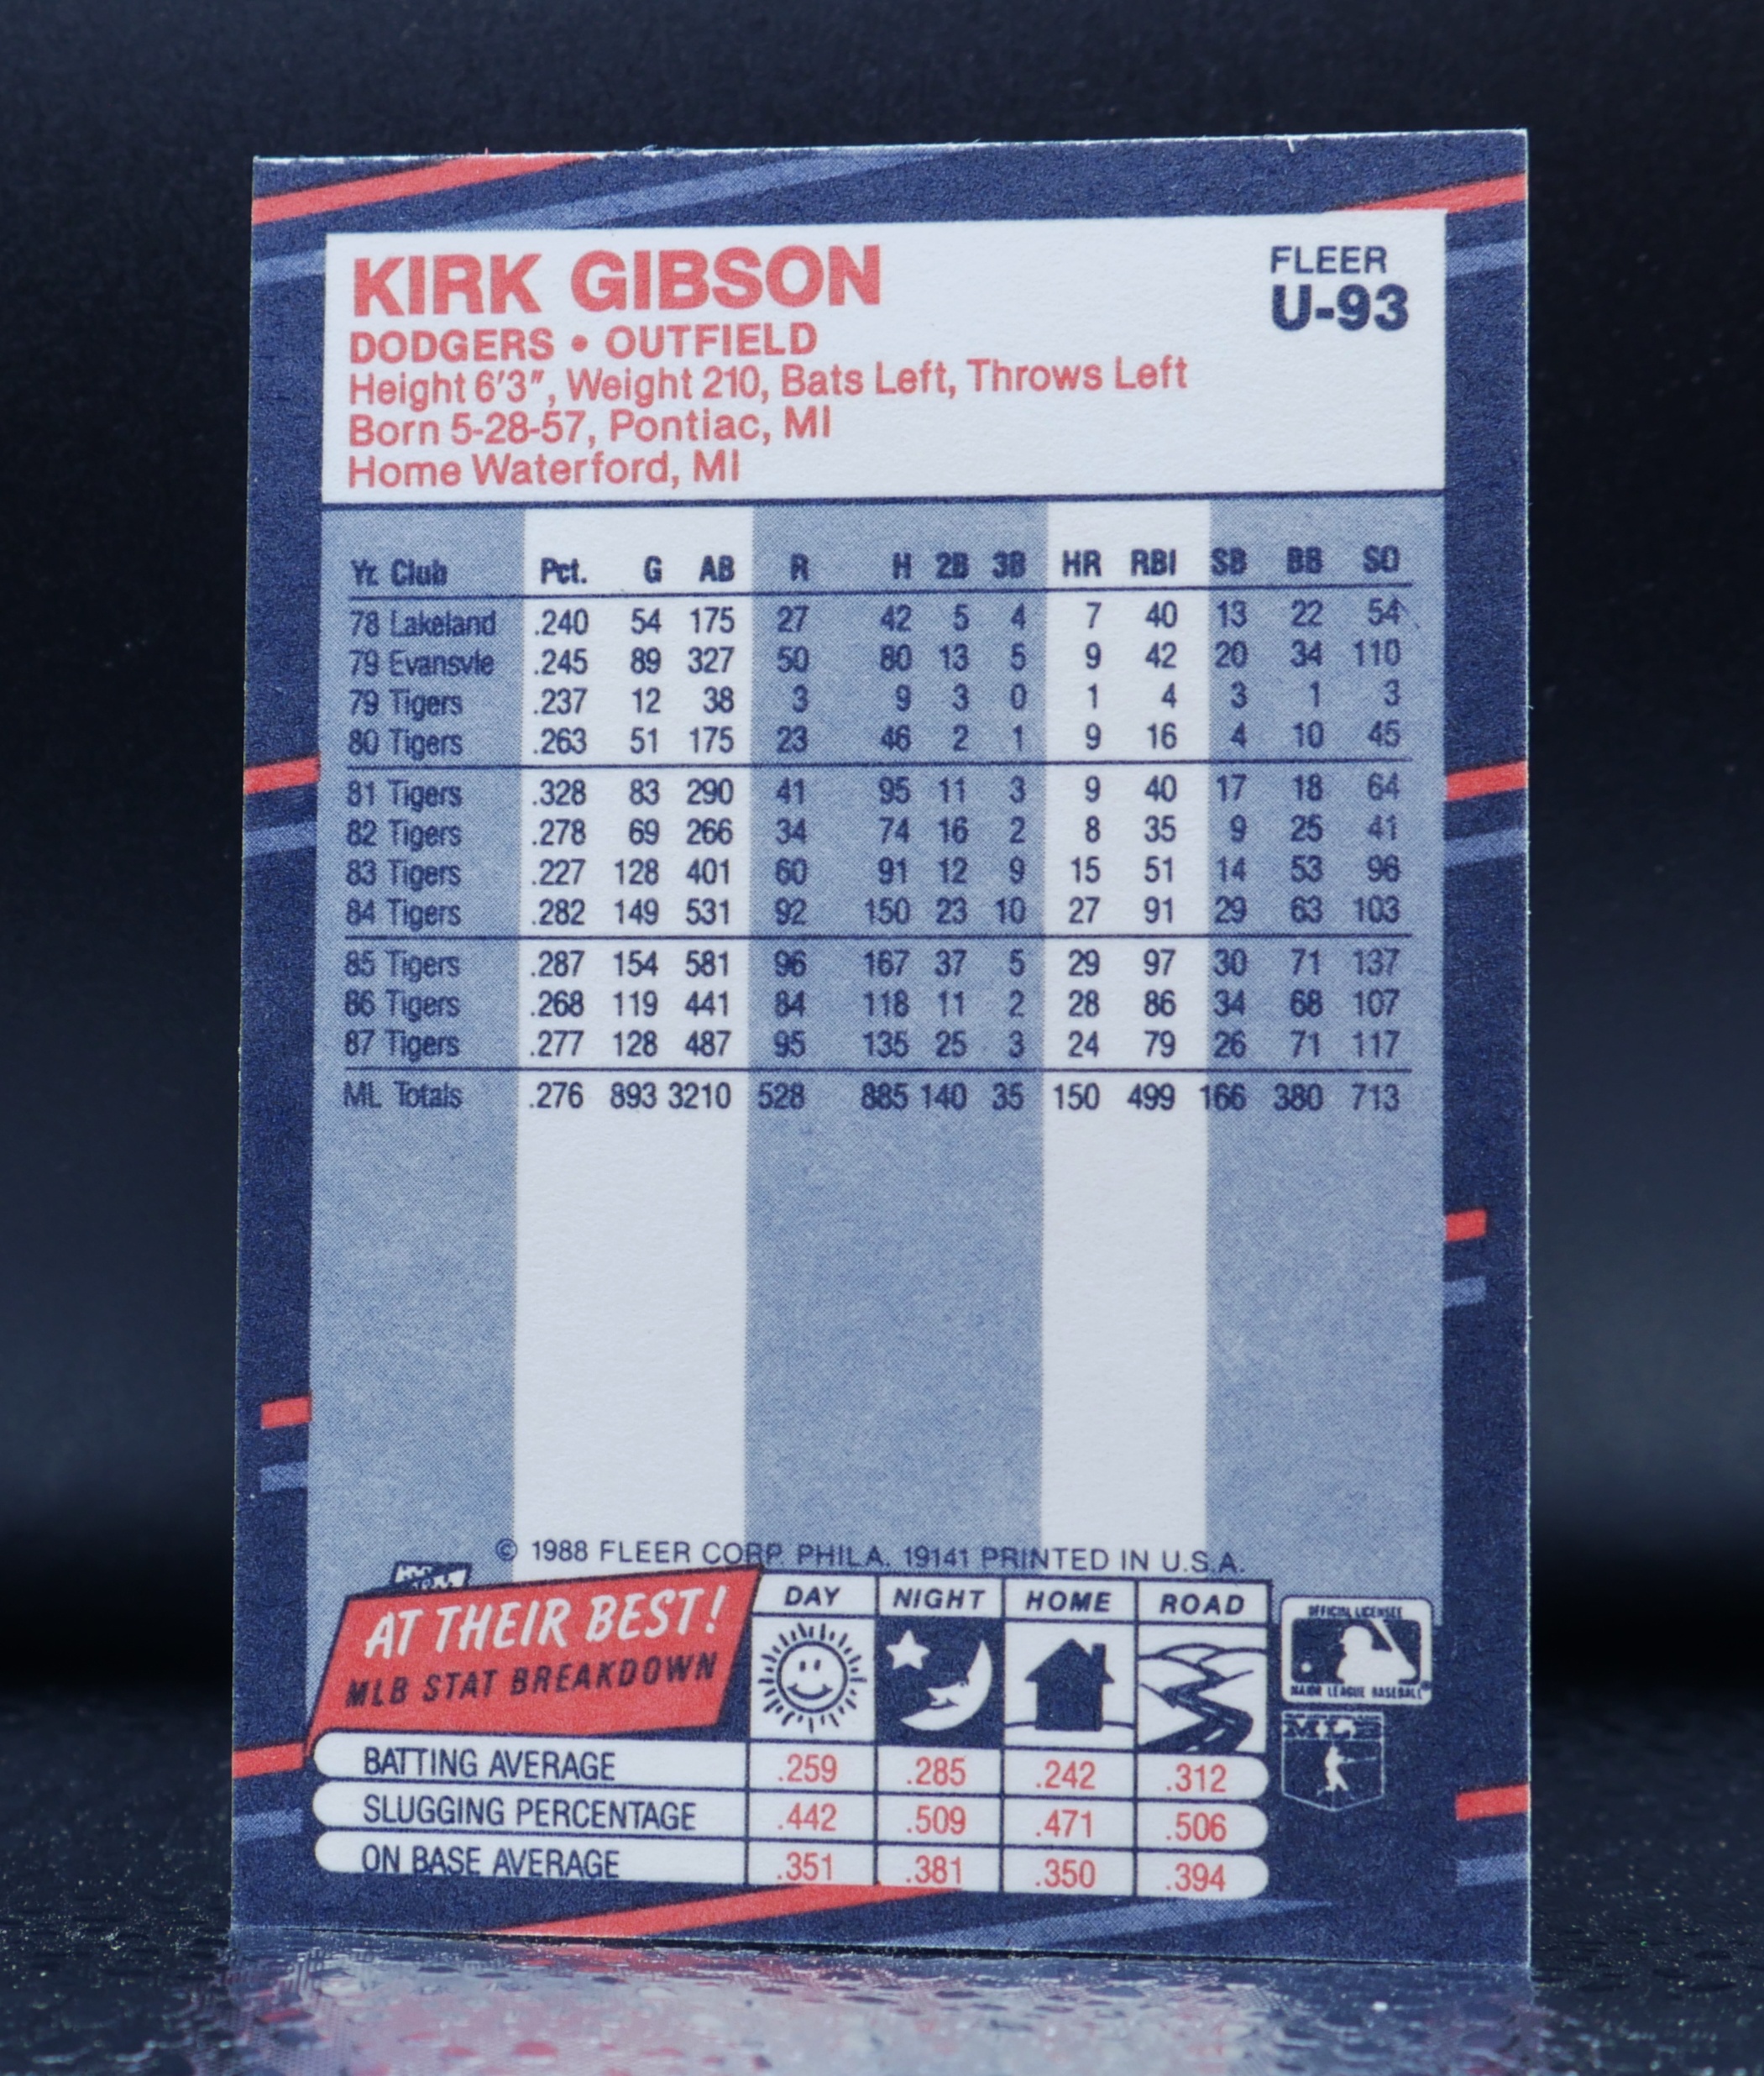 KIRK GIBSON
FLEER
U-93
DODGERS • OUTFIELD
Height 6'3", Weight 210, Bats Left, Throws Left
Born 5-28-57, Pontiac, MI
Home Waterford, MI
Yr. Club Pct. G AB R H 2B 3B HR RBI SB BB SO
78 Lakeland .240 54 175 27 42 5 4 7 40 13 22 54
79 Evansvle .245 89 327 50 80 13 5 9 42 20 34 110
79 Tigers .237 12 38 3 9 3 0 1 4 3 1 3
80 Tigers .263 51 175 23 46 2 1 9 16 4 10 45
81 Tigers .328 83 290 41 95 11 3 9 40 17 18 64
82 Tigers .278 69 266 34 74 16 2 8 35 9 25 41
83 Tigers .227 128 401 60 91 12 9 15 51 14 53 96
84 Tigers .282 149 531 92 150 23 10 27 91 29 63 103
85 Tigers .287 154 581 96 167 37 5 29 97 30 71 137
86 Tigers .268 119 441 84 118 11 2 28 86 34 68 107
87 Tigers .277 128 487 95 135 25 3 24 79 26 71 117
ML Totals .276 893 3210 528 885 140 35 150 499 166 380 713
© 1988 FLEER CORP. PHILA. 19141 PRINTED IN U.S.A.
AT THEIR BEST!
MLB STAT BREAKDOWN
DAY NIGHT HOME ROAD
OFFICIAL LICENSEE
MAJOR LEAGUE BASEBALL®
MLB
BATTING AVERAGE .259 .285 .242 .312
SLUGGING PERCENTAGE .442 .509 .471 .506
ON BASE AVERAGE .351 .381 .350 .394